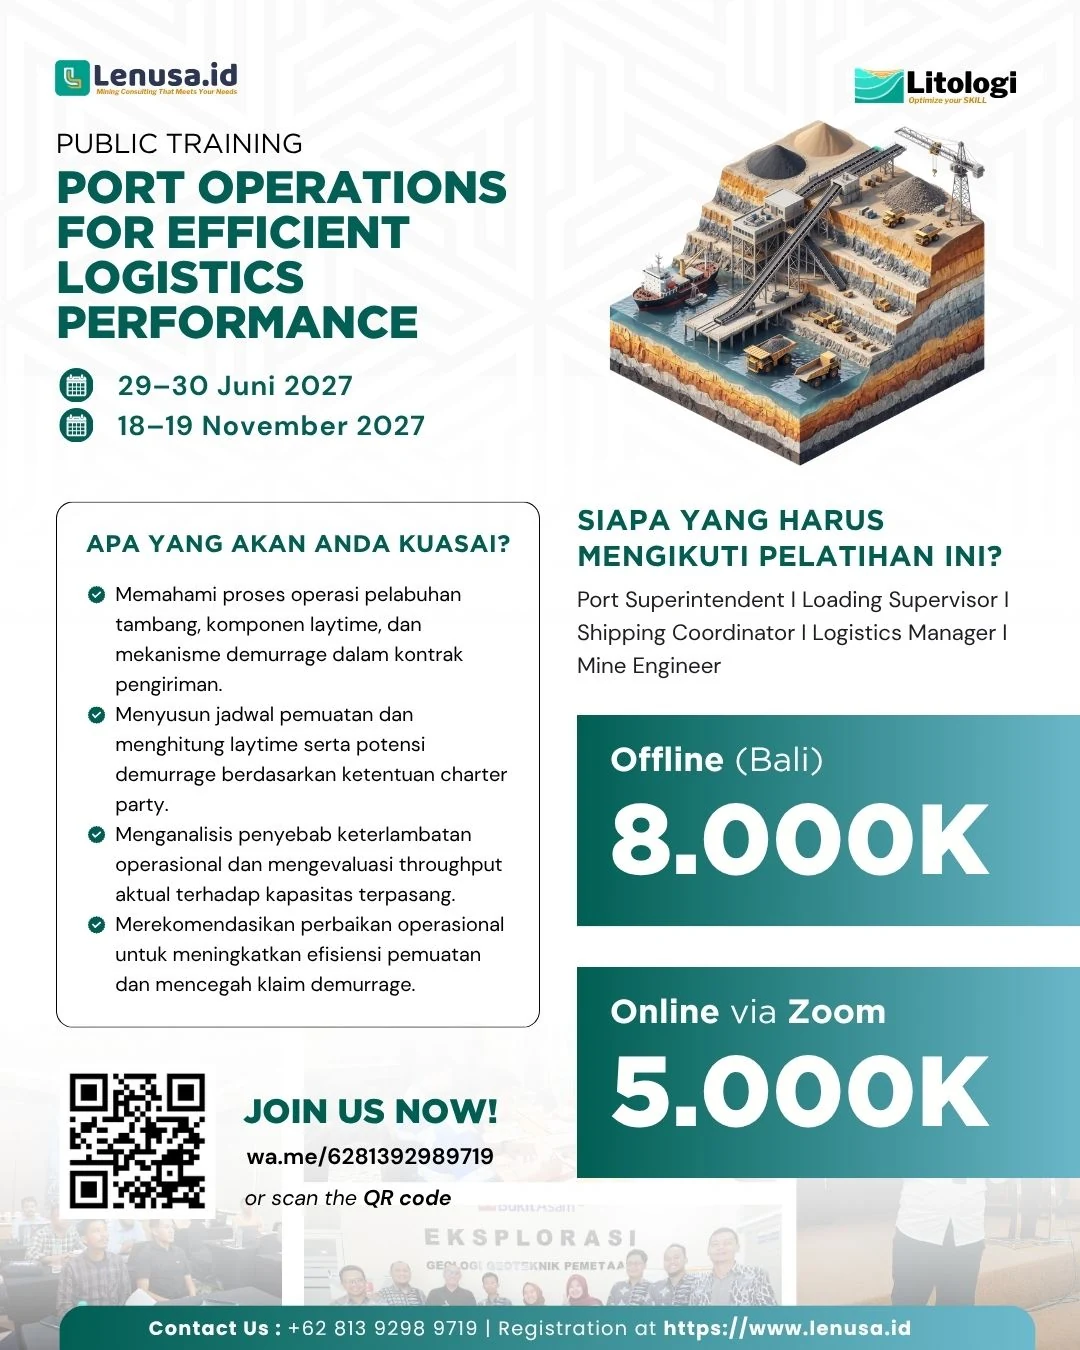 Lenusa.id
Mining Consulting That Meets Your Needs
Litologi
Optimize your SKILL
PUBLIC TRAINING
PORT OPERATIONS
FOR EFFICIENT
LOGISTICS
PERFORMANCE
29–30 Juni 2027
18–19 November 2027
APA YANG AKAN ANDA KUASAI?
Memahami proses operasi pelabuhan
tambang, komponen laytime, dan
mekanisme demurrage dalam kontrak
pengiriman.
Menyusun jadwal pemuatan dan
menghitung laytime serta potensi
demurrage berdasarkan ketentuan charter
party.
Menganalisis penyebab keterlambatan
operasional dan mengevaluasi throughput
aktual terhadap kapasitas terpasang.
Merekomendasikan perbaikan operasional
untuk meningkatkan efisiensi pemuatan
dan mencegah klaim demurrage.
SIAPA YANG HARUS
MENGIKUTI PELATIHAN INI?
Port Superintendent I Loading Supervisor I
Shipping Coordinator I Logistics Manager I
Mine Engineer
Offline (Bali)
8.000K
Online via Zoom
5.000K
JOIN US NOW!
wa.me/6281392989719
or scan the QR code
BukitAsam
EKSPLORASI
GEOLOGI GEOTEKNIK PEMETAA
Contact Us : +62 813 9298 9719 | Registration at https://www.lenusa.id